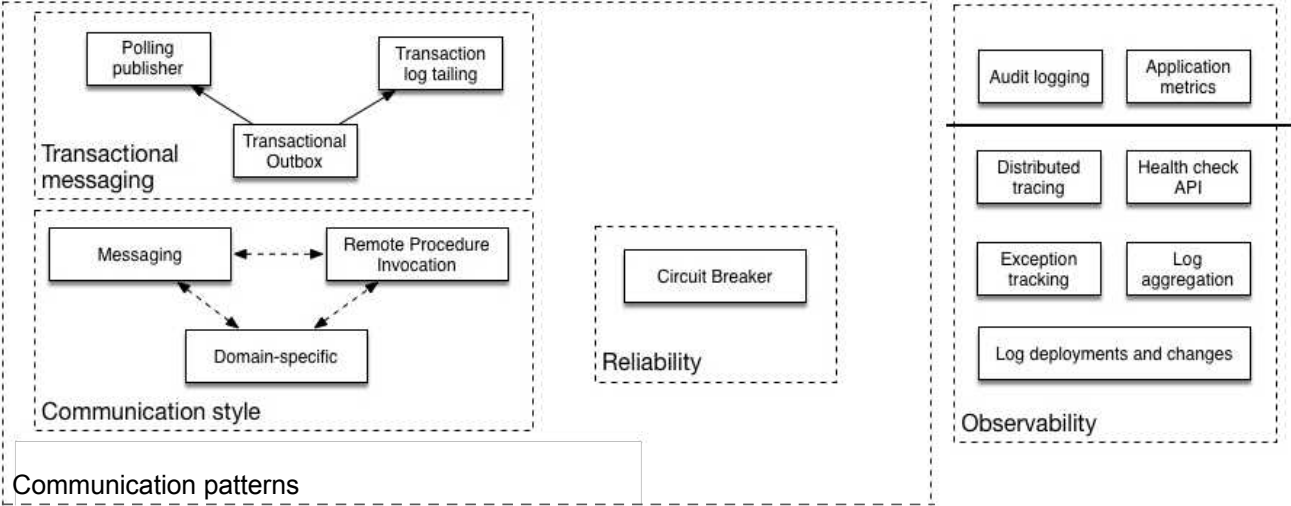 Polling
publisher
Transaction
log tailing
Transactional
Outbox
Transactional
messaging
Messaging
Remote Procedure
Invocation
Domain-specific
Communication style
Circuit Breaker
Reliability
Communication patterns
Audit logging
Application
metrics
Distributed
tracing
Health check
API
Exception
tracking
Log
aggregation
Log deployments and changes
Observability